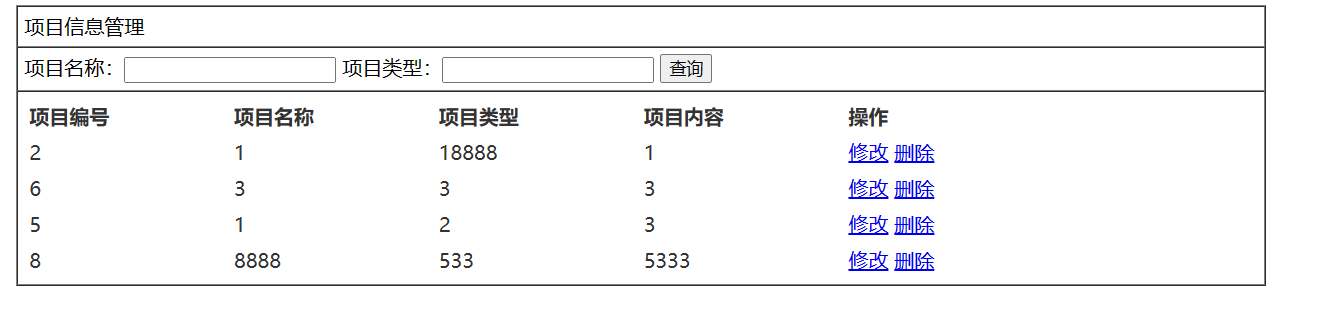 项目信息管理
项目名称： 项目类型： 查询
项目编号 项目名称 项目类型 项目内容 操作
2 1 18888 1 修改 删除
6 3 3 3 修改 删除
5 1 2 3 修改 删除
8 8888 533 5333 修改 删除